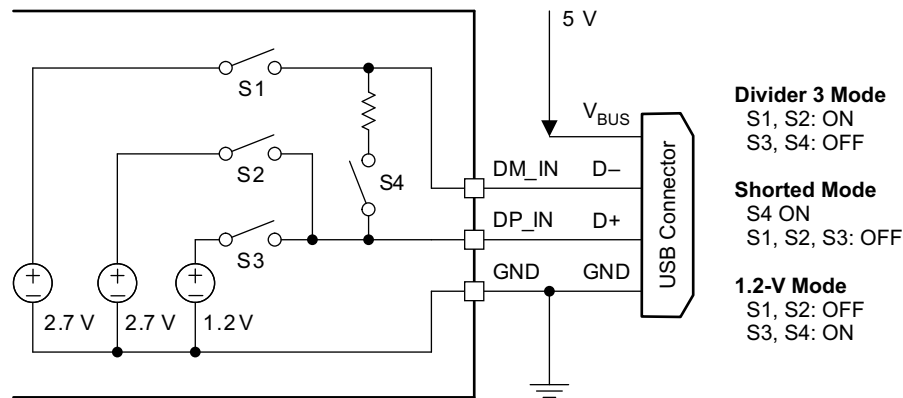 5 V
S1
V_BUS
S2
S4
DM_IN
D–
S3
DP_IN
D+
GND
GND
+
–
2.7 V
+
–
2.7 V
+
–
1.2 V
USB Connector
Divider 3 Mode
S1, S2: ON
S3, S4: OFF
Shorted Mode
S4 ON
S1, S2, S3: OFF
1.2-V Mode
S1, S2: OFF
S3, S4: ON